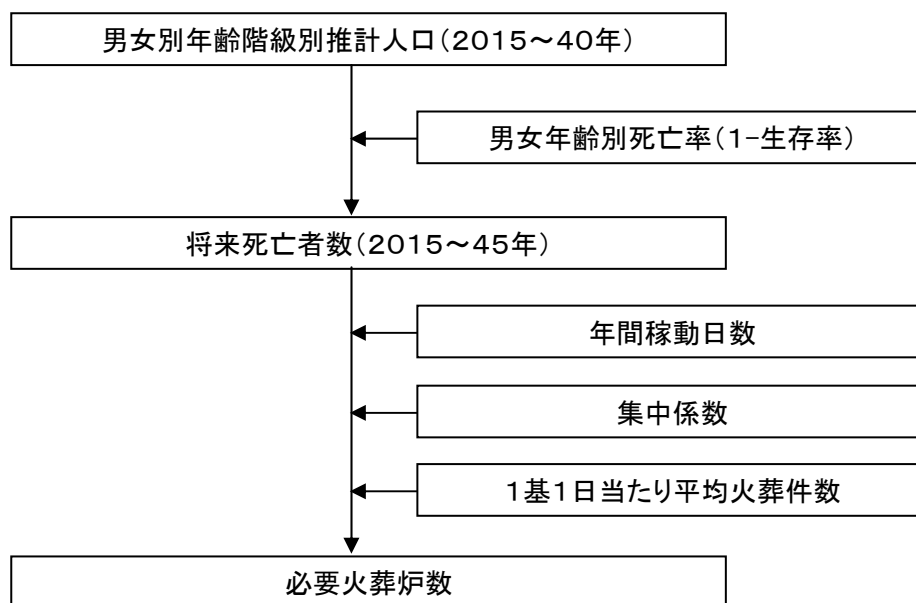 男女別年齢階級別推計人口（２０１５～４０年）
男女年齢別死亡率（１－生存率）
将来死亡者数（２０１５～４５年）
年間稼動日数
集中係数
１基１日当たり平均火葬件数
必要火葬炉数